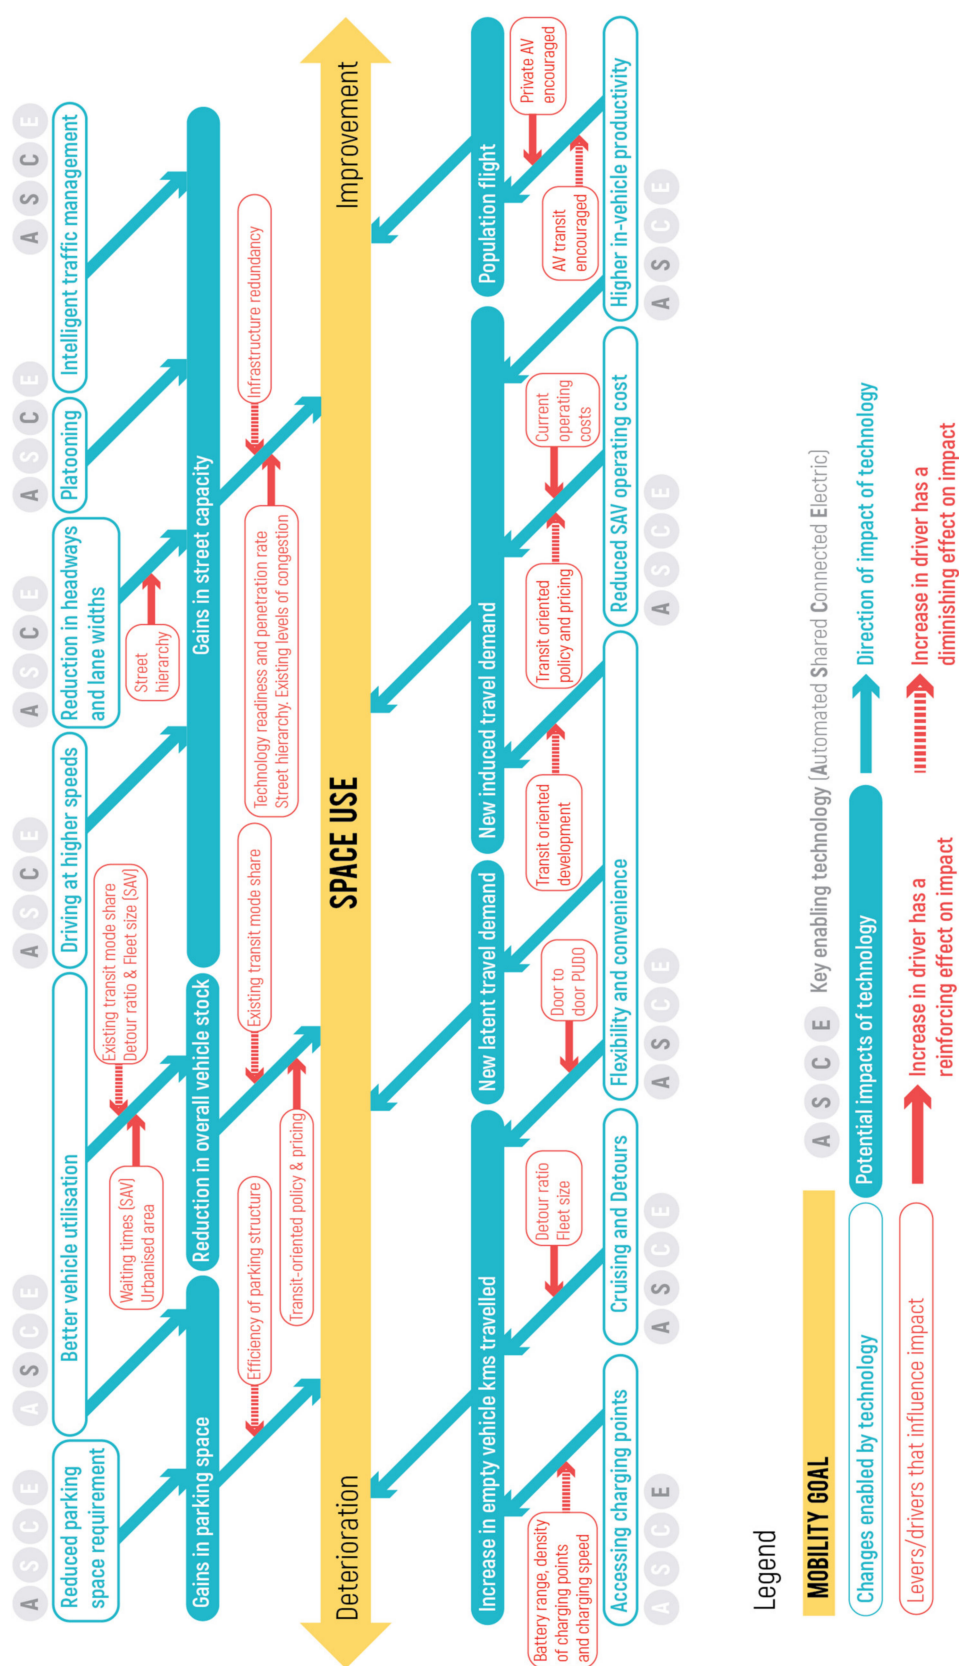 A S C E
A S C E
A S C E
A S C E
A S C E
A S C E
Reduced parking
space requirement
Better vehicle utilisation
Driving at higher speeds
Reduction in headways
and lane widths
Platooning
Intelligent traffic management
Waiting times (SAV)
Urbanised area
Existing transit mode share
Detour ratio & Fleet size (SAV)
Street
hierarchy
Gains in parking space
Reduction in overall vehicle stock
Gains in street capacity
Efficiency of parking structure
Transit-oriented policy & pricing
Existing transit mode share
Technology readiness and penetration rate
Street hierarchy. Existing levels of congestion
Infrastructure redundancy
Deterioration
SPACE USE
Improvement
Increase in empty vehicle kms travelled
New latent travel demand
New induced travel demand
Population flight
Battery range, density
of charging points
and charging speed
Detour ratio
Fleet size
Door to
door PUDO
Transit oriented
development
Transit oriented
policy and pricing
Current
operating
costs
AV transit
encouraged
Private AV
encouraged
Accessing charging points
Cruising and Detours
Flexibility and convenience
Reduced SAV operating cost
Higher in-vehicle productivity
A S C E
A S C E
A S C E
A S C E
A S C E
Legend
MOBILITY GOAL
A S C E Key enabling technology (Automated Shared Connected Electric)
Changes enabled by technology
Potential impacts of technology
Direction of impact of technology
Levers/drivers that influence impact
Increase in driver has a
reinforcing effect on impact
Increase in driver has a
diminishing effect on impact